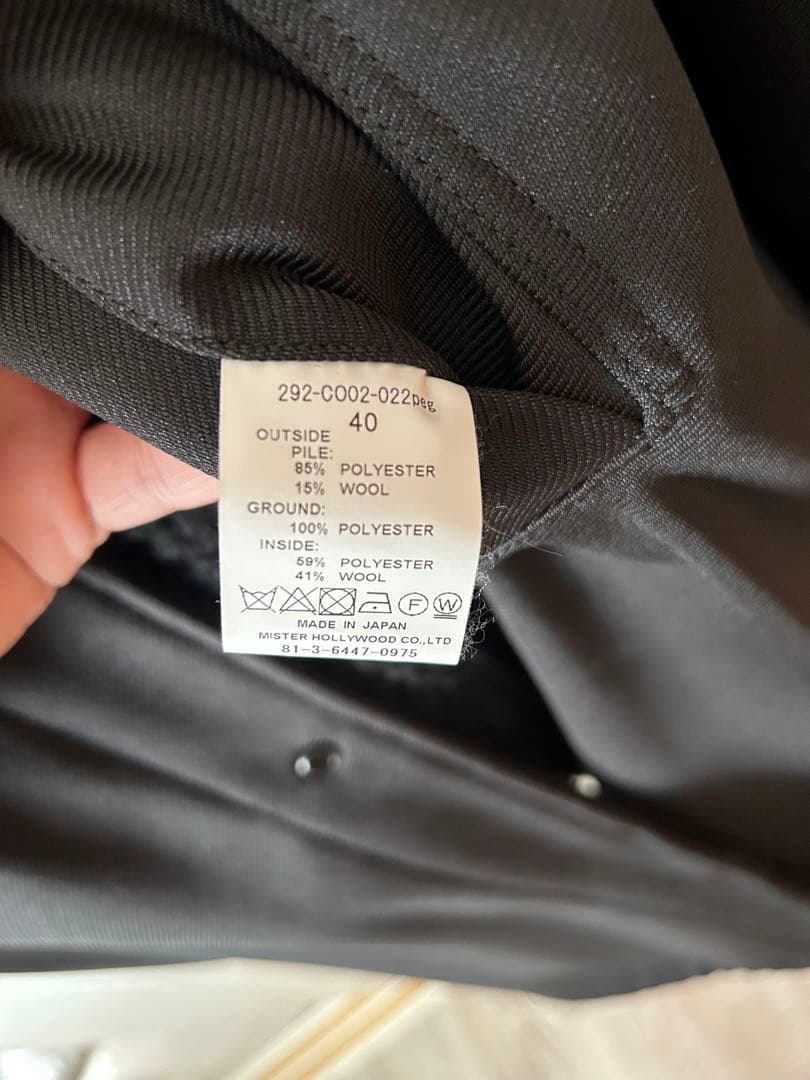 292-CO02-022peg
40
OUTSIDE
PILE:
85% POLYESTER
15% WOOL
GROUND:
100% POLYESTER
INSIDE:
59% POLYESTER
41% WOOL
F W
MADE IN JAPAN
MISTER HOLLYWOOD CO.,LTD
81-3-6447-0975